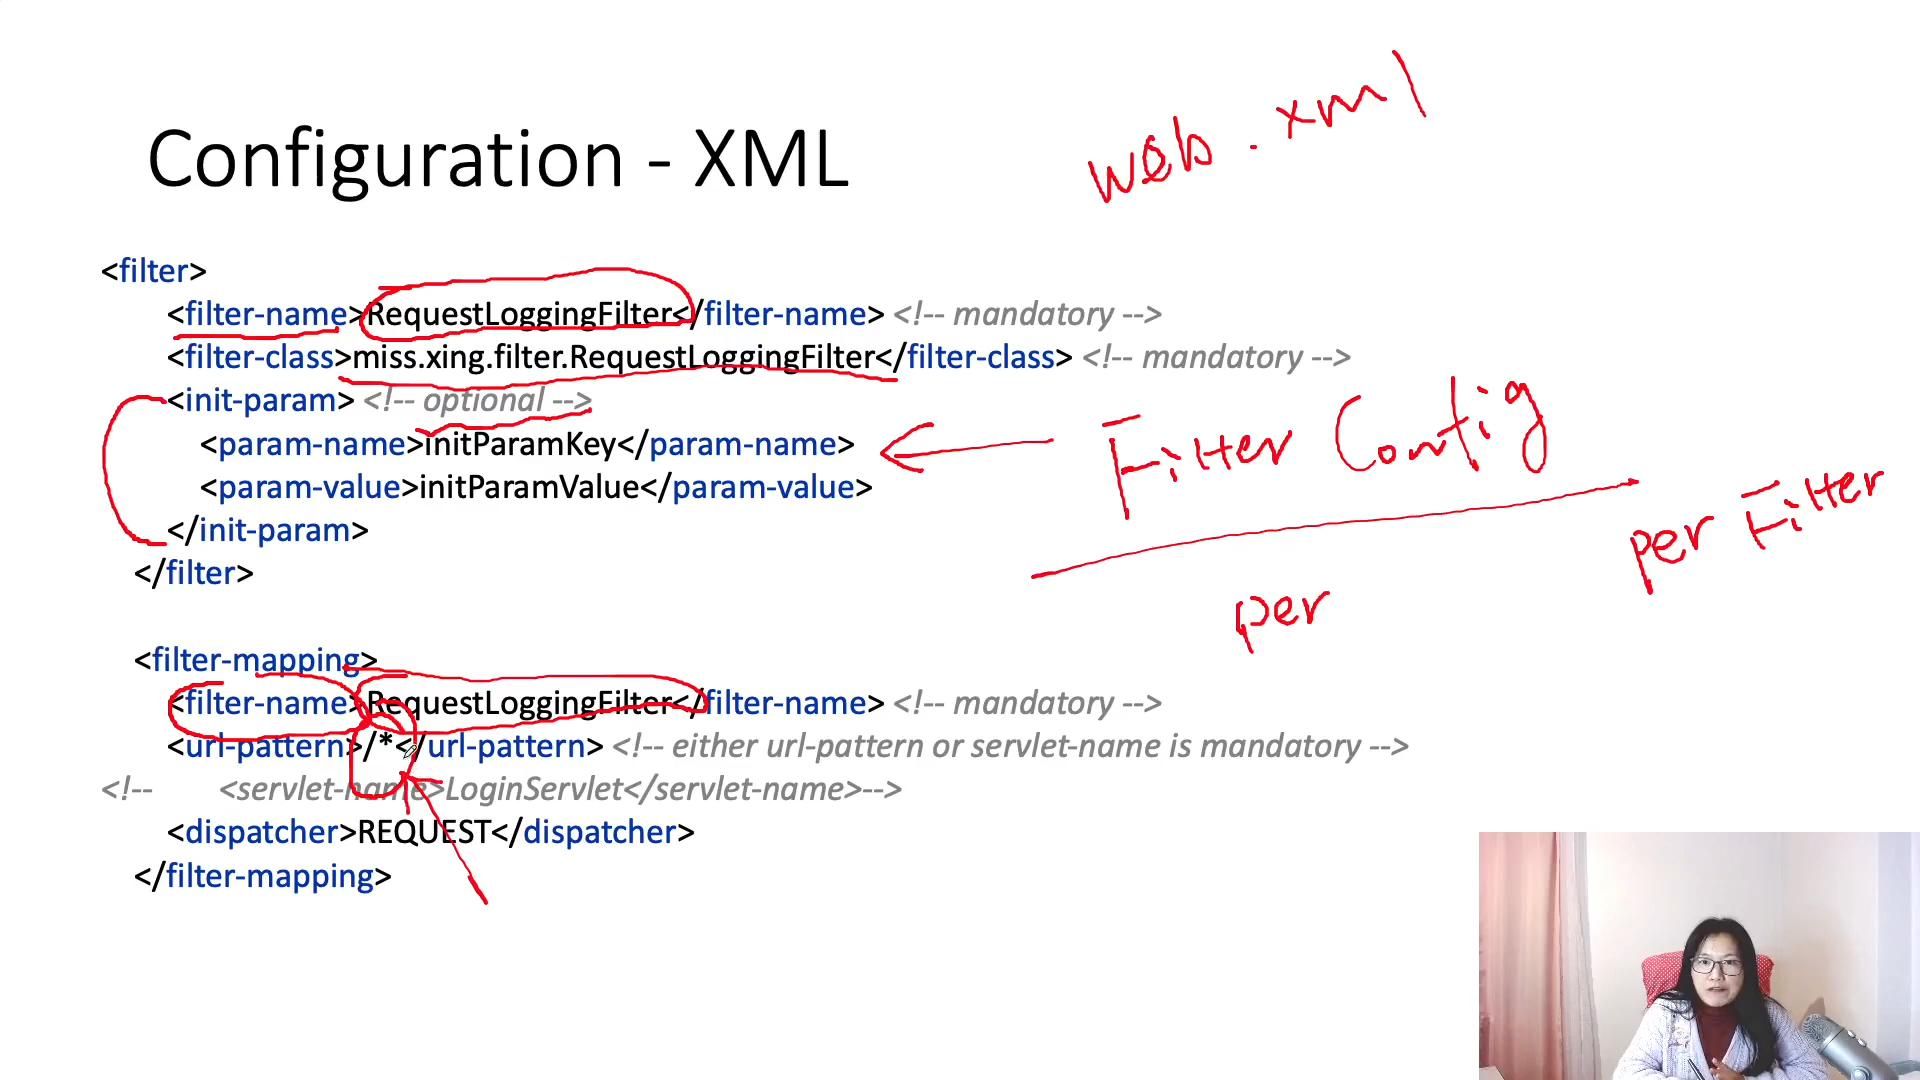 web.xml
Configuration - XML
<filter>
<filter-name>RequestLoggingFilter</filter-name> <!-- mandatory -->
<filter-class>miss.xing.filter.RequestLoggingFilter</filter-class> <!-- mandatory -->
<init-param> <!-- optional -->
<param-name>initParamKey</param-name>
Filter Config
<param-value>initParamValue</param-value>
per Filter
</init-param>
</filter>
per
<filter-mapping>
<filter-name>RequestLoggingFilter</filter-name> <!-- mandatory -->
<url-pattern>/*</url-pattern> <!-- either url-pattern or servlet-name is mandatory -->
<!-- <servlet-name>LoginServlet</servlet-name>-->
<dispatcher>REQUEST</dispatcher>
</filter-mapping>